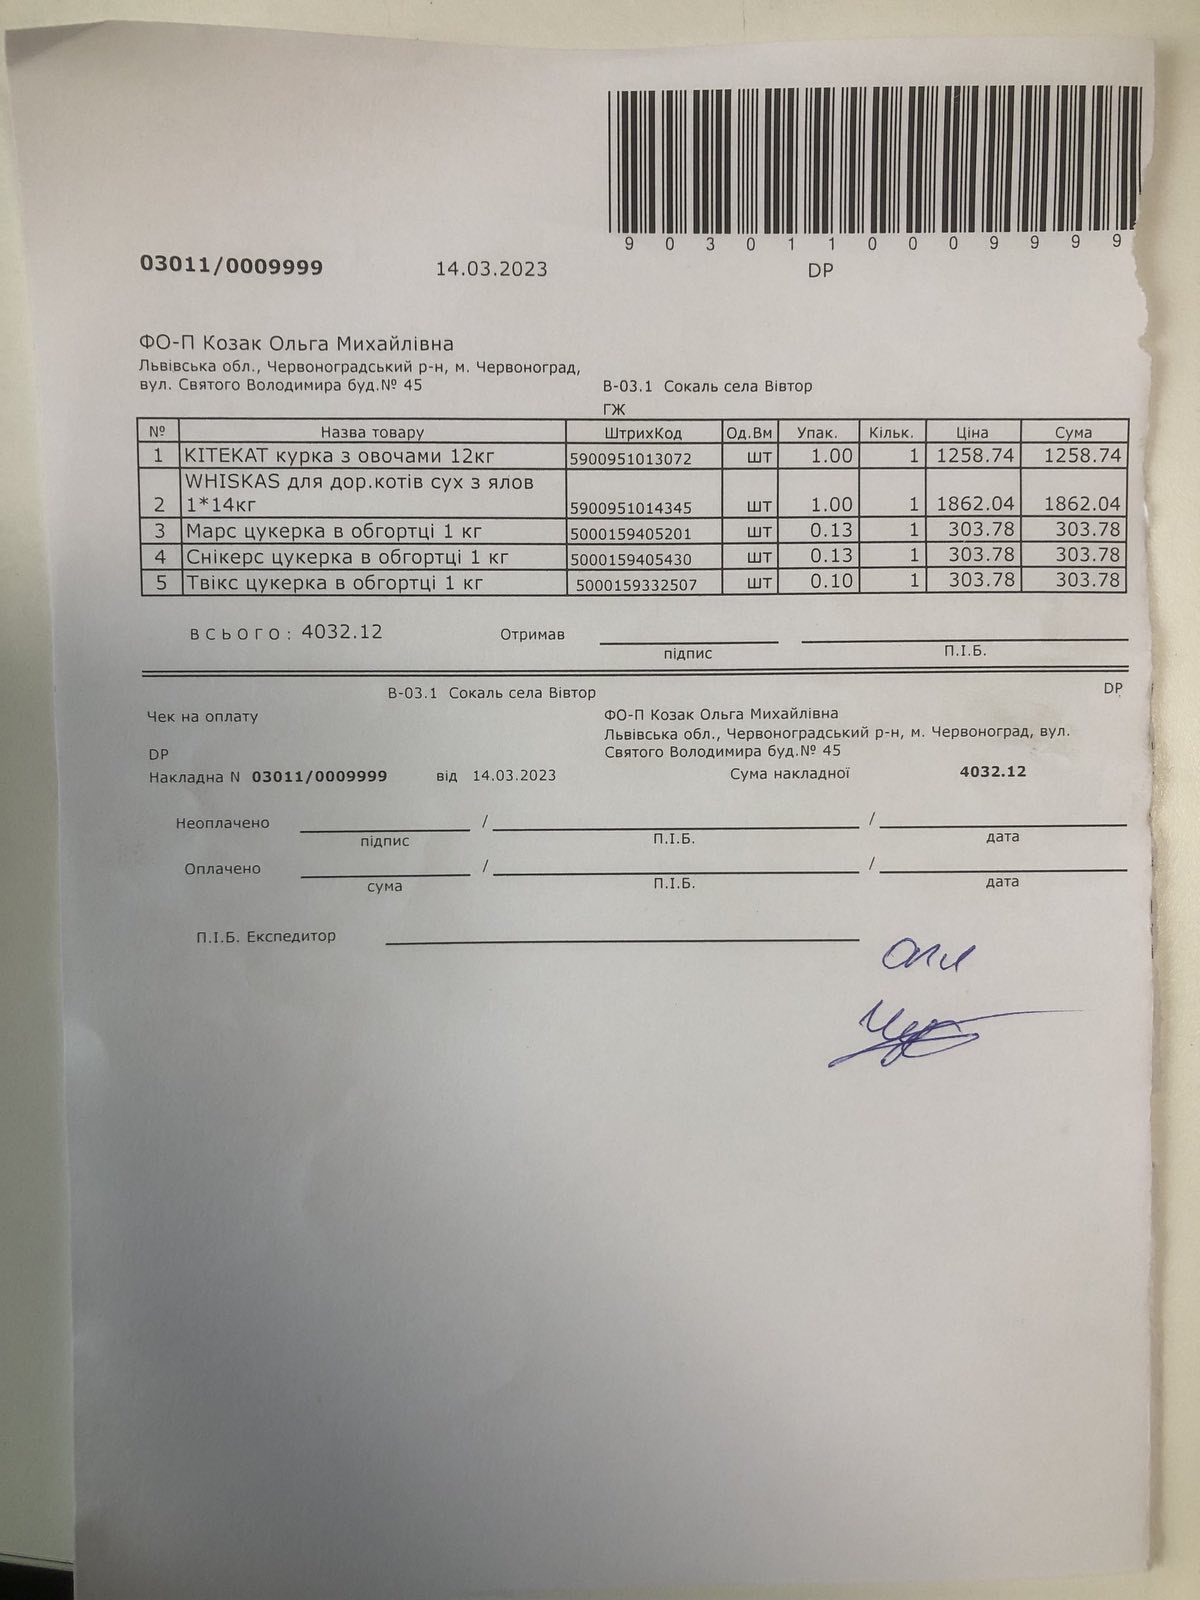 9 0 3 0 1 1 0 0 0 9 9 9 9
03011/0009999 14.03.2023 DP
ФО-П Козак Ольга Михайлівна
Львівська обл., Червоноградський р-н, м. Червоноград,
вул. Святого Володимира буд.№ 45 В-03.1 Сокаль села Вівтор
ГЖ
№ Назва товару ШтрихКод Од.Вм Упак. Кільк. Ціна Сума
1 KITEKAT курка з овочами 12кг 5900951013072 шт 1.00 1 1258.74 1258.74
WHISKAS для дор.котів сух з ялов
2 1*14кг 5900951014345 шт 1.00 1 1862.04 1862.04
3 Марс цукерка в обгортці 1 кг 5000159405201 шт 0.13 1 303.78 303.78
4 Снікерс цукерка в обгортці 1 кг 5000159405430 шт 0.13 1 303.78 303.78
5 Твікс цукерка в обгортці 1 кг 5000159332507 шт 0.10 1 303.78 303.78
ВСЬОГО: 4032.12 Отримав
підпис П.І.Б.
В-03.1 Сокаль села Вівтор DP
Чек на оплату ФО-П Козак Ольга Михайлівна
Львівська обл., Червоноградський р-н, м. Червоноград, вул.
DP Святого Володимира буд.№ 45
Накладна N 03011/0009999 від 14.03.2023 Сума накладної 4032.12
Неоплачено / /
підпис П.І.Б. дата
Оплачено / /
сума П.І.Б. дата
П.І.Б. Експедитор